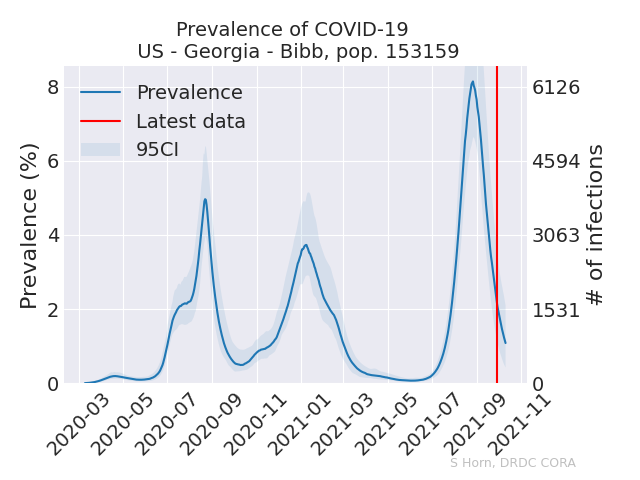 Prevalence of COVID-19
US - Georgia - Bibb, pop. 153159
Prevalence (%)
8
6
4
2
0
Prevalence
Latest data
95CI
6126
4594
3063
1531
0
# of infections
2020-03
2020-05
2020-07
2020-09
2020-11
2021-01
2021-03
2021-05
2021-07
2021-09
2021-11
S Horn, DRDC CORA